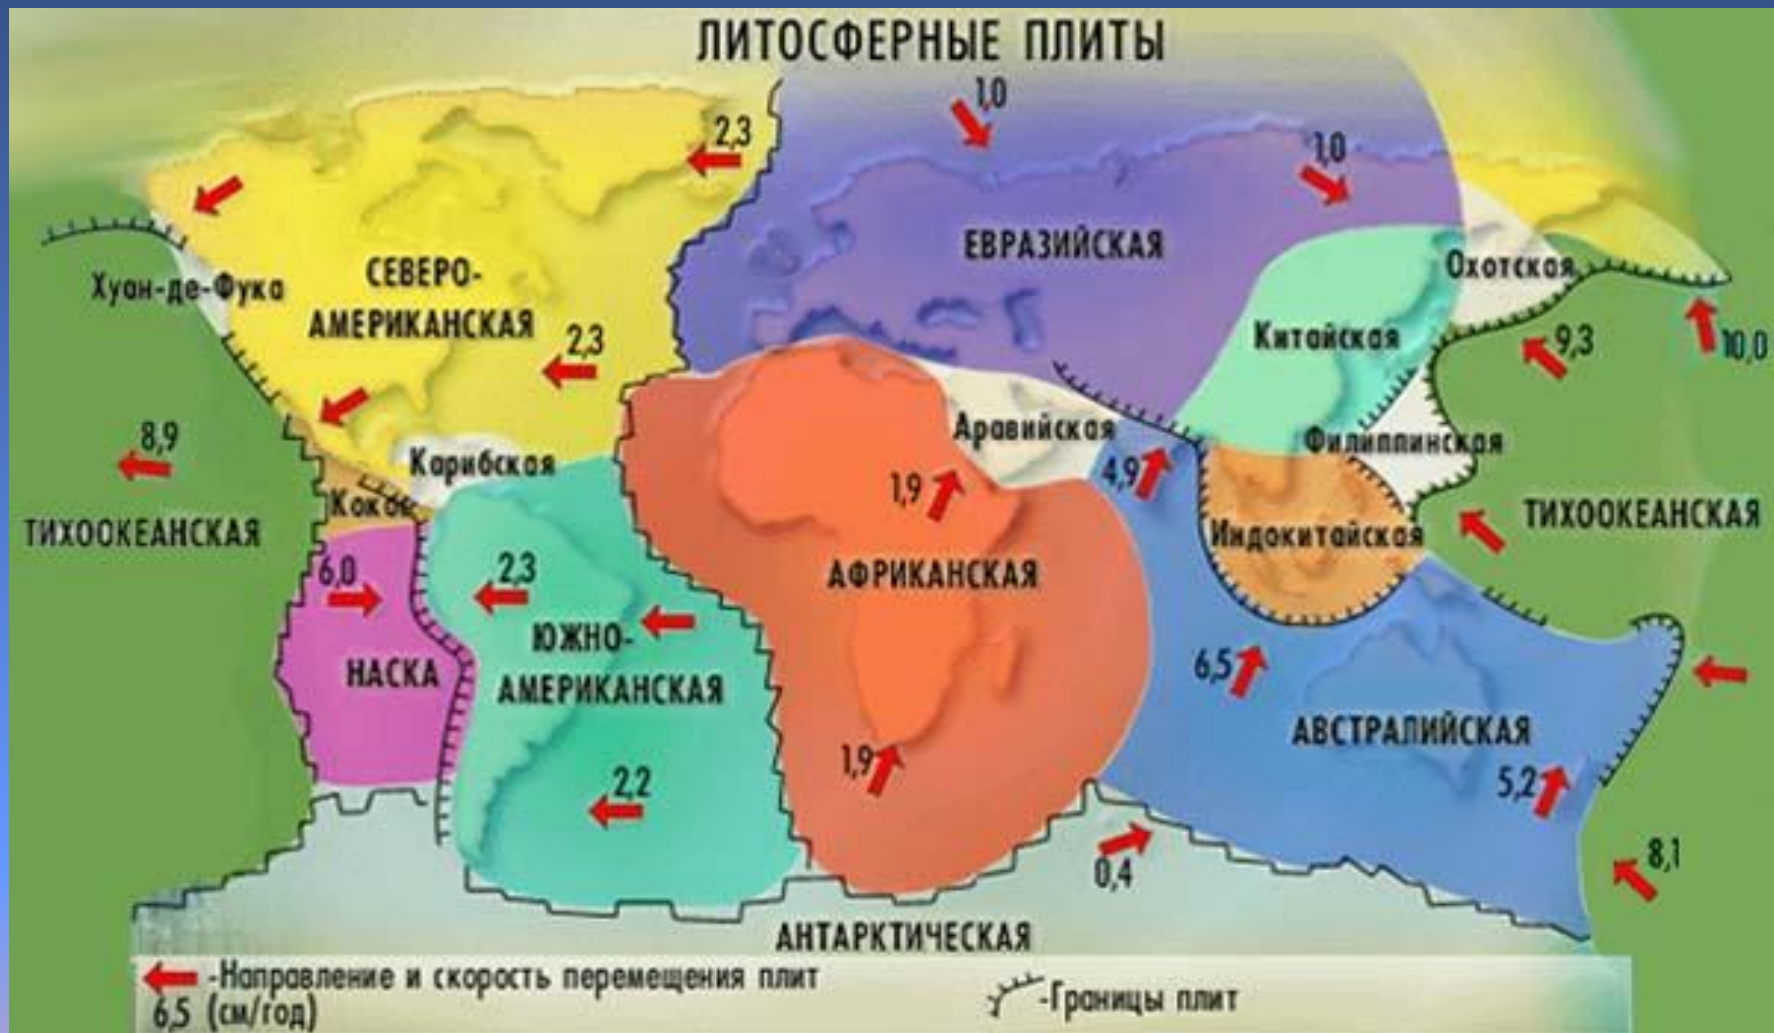 ЛИТОСФЕРНЫЕ ПЛИТЫ
1,0
2,3
1,0
ЕВРАЗИЙСКАЯ
Хуан-де-Фука
СЕВЕРО-
АМЕРИКАНСКАЯ
Охотская
2,3
Китайская
9,3
10,0
8,9
Карибская
Аравийская
Филиппинская
4,9
1,9
Кокос
ТИХООКЕАНСКАЯ
Индокитайская
ТИХООКЕАНСКАЯ
6,0
2,3
АФРИКАНСКАЯ
НАСКА
ЮЖНО-
АМЕРИКАНСКАЯ
6,5
АВСТРАЛИЙСКАЯ
1,9
2,2
5,2
0,4
8,1
АНТАРКТИЧЕСКАЯ
-Направление и скорость перемещения плит
6,5 (см/год)
-Границы плит